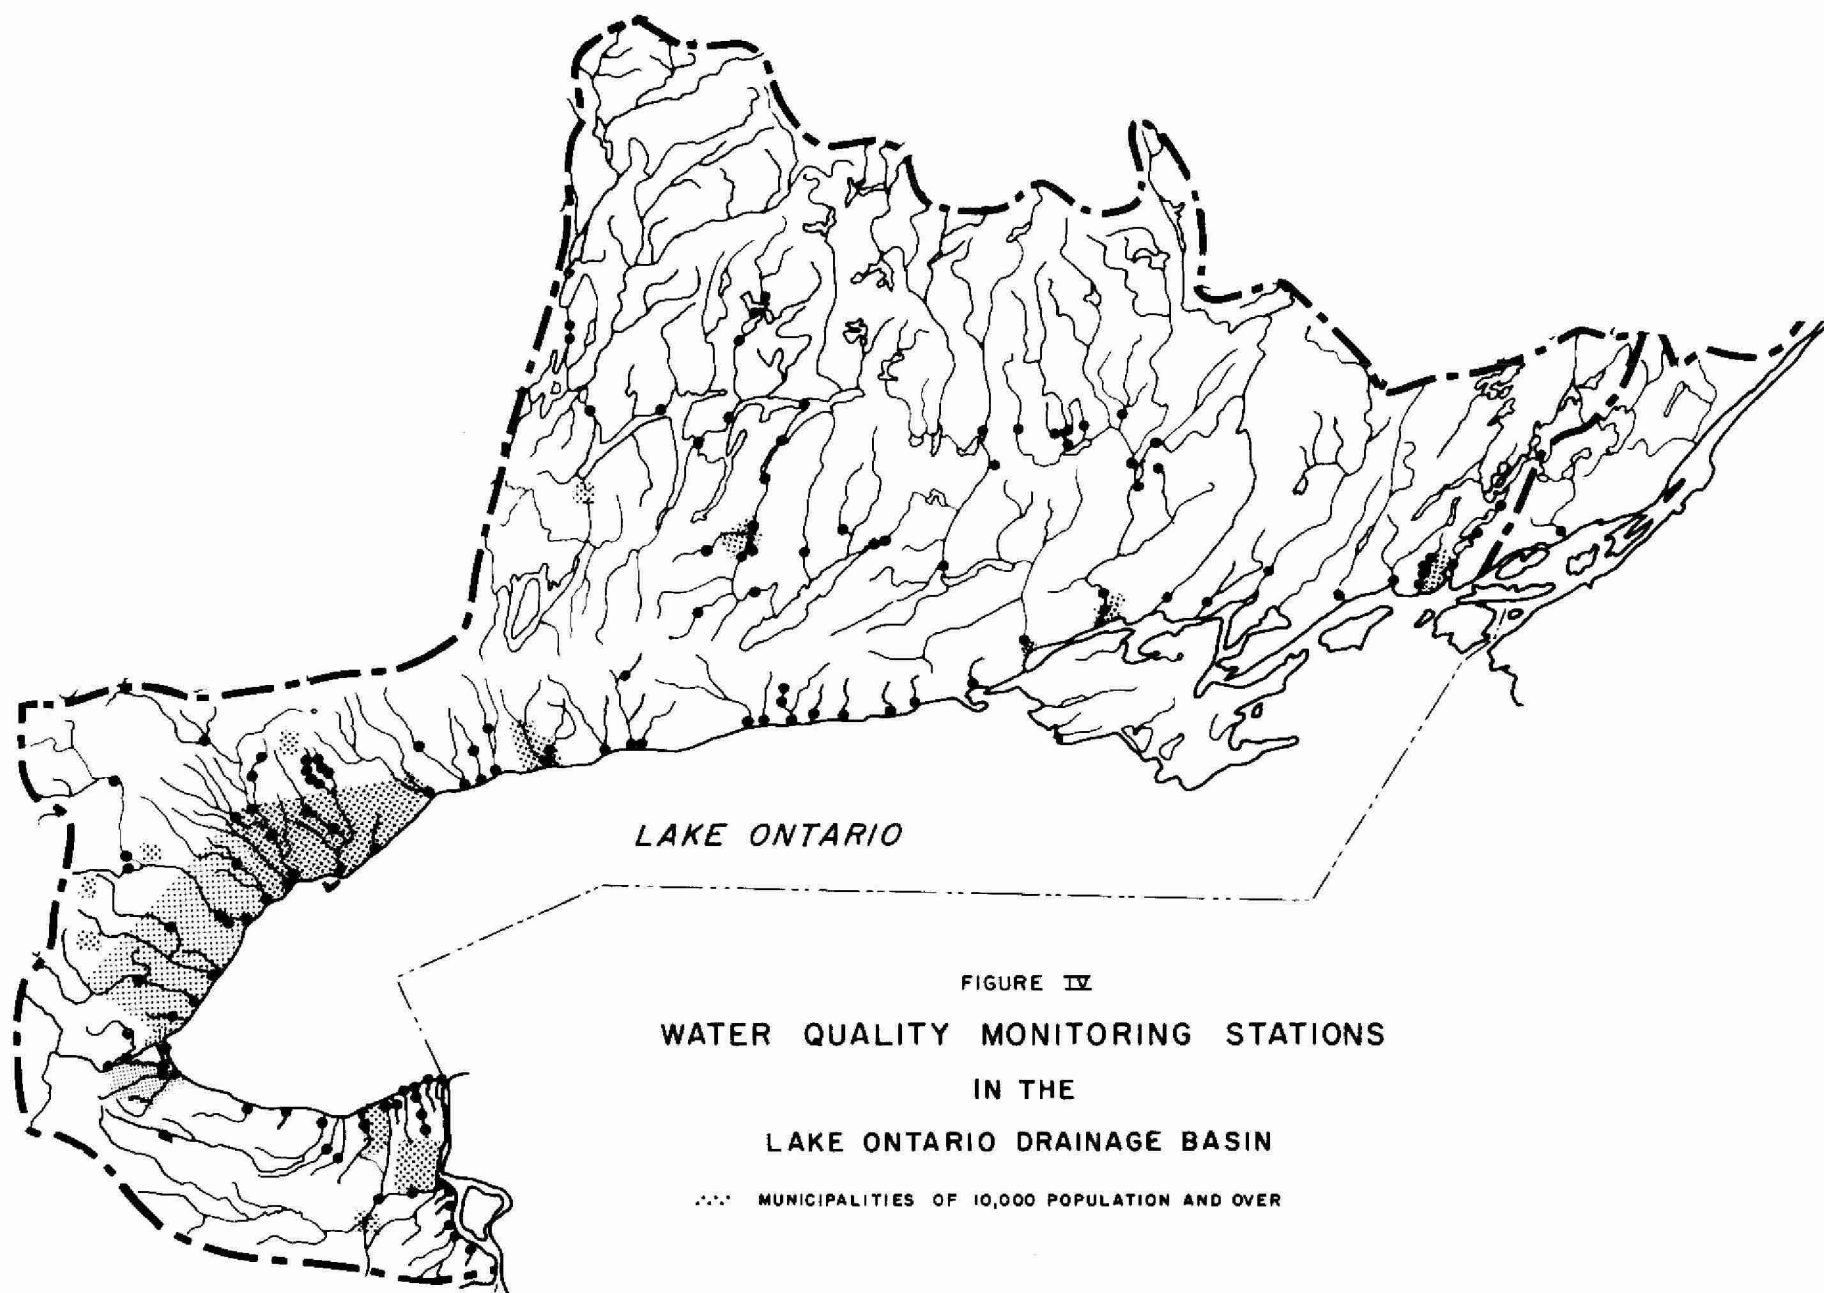 LAKE ONTARIO
FIGURE IV
WATER QUALITY MONITORING STATIONS
IN THE
LAKE ONTARIO DRAINAGE BASIN
MUNICIPALITIES OF 10,000 POPULATION AND OVER